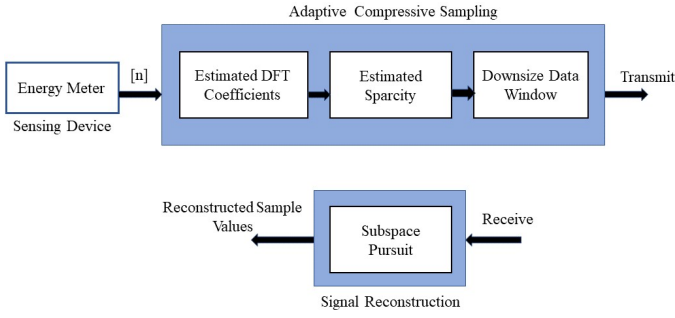 Adaptive Compressive Sampling
[n]
Energy Meter
Sensing Device
Estimated DFT
Coefficients
Estimated
Sparcity
Downsize Data
Window
Transmit
Reconstructed Sample
Values
Subspace
Pursuit
Receive
Signal Reconstruction